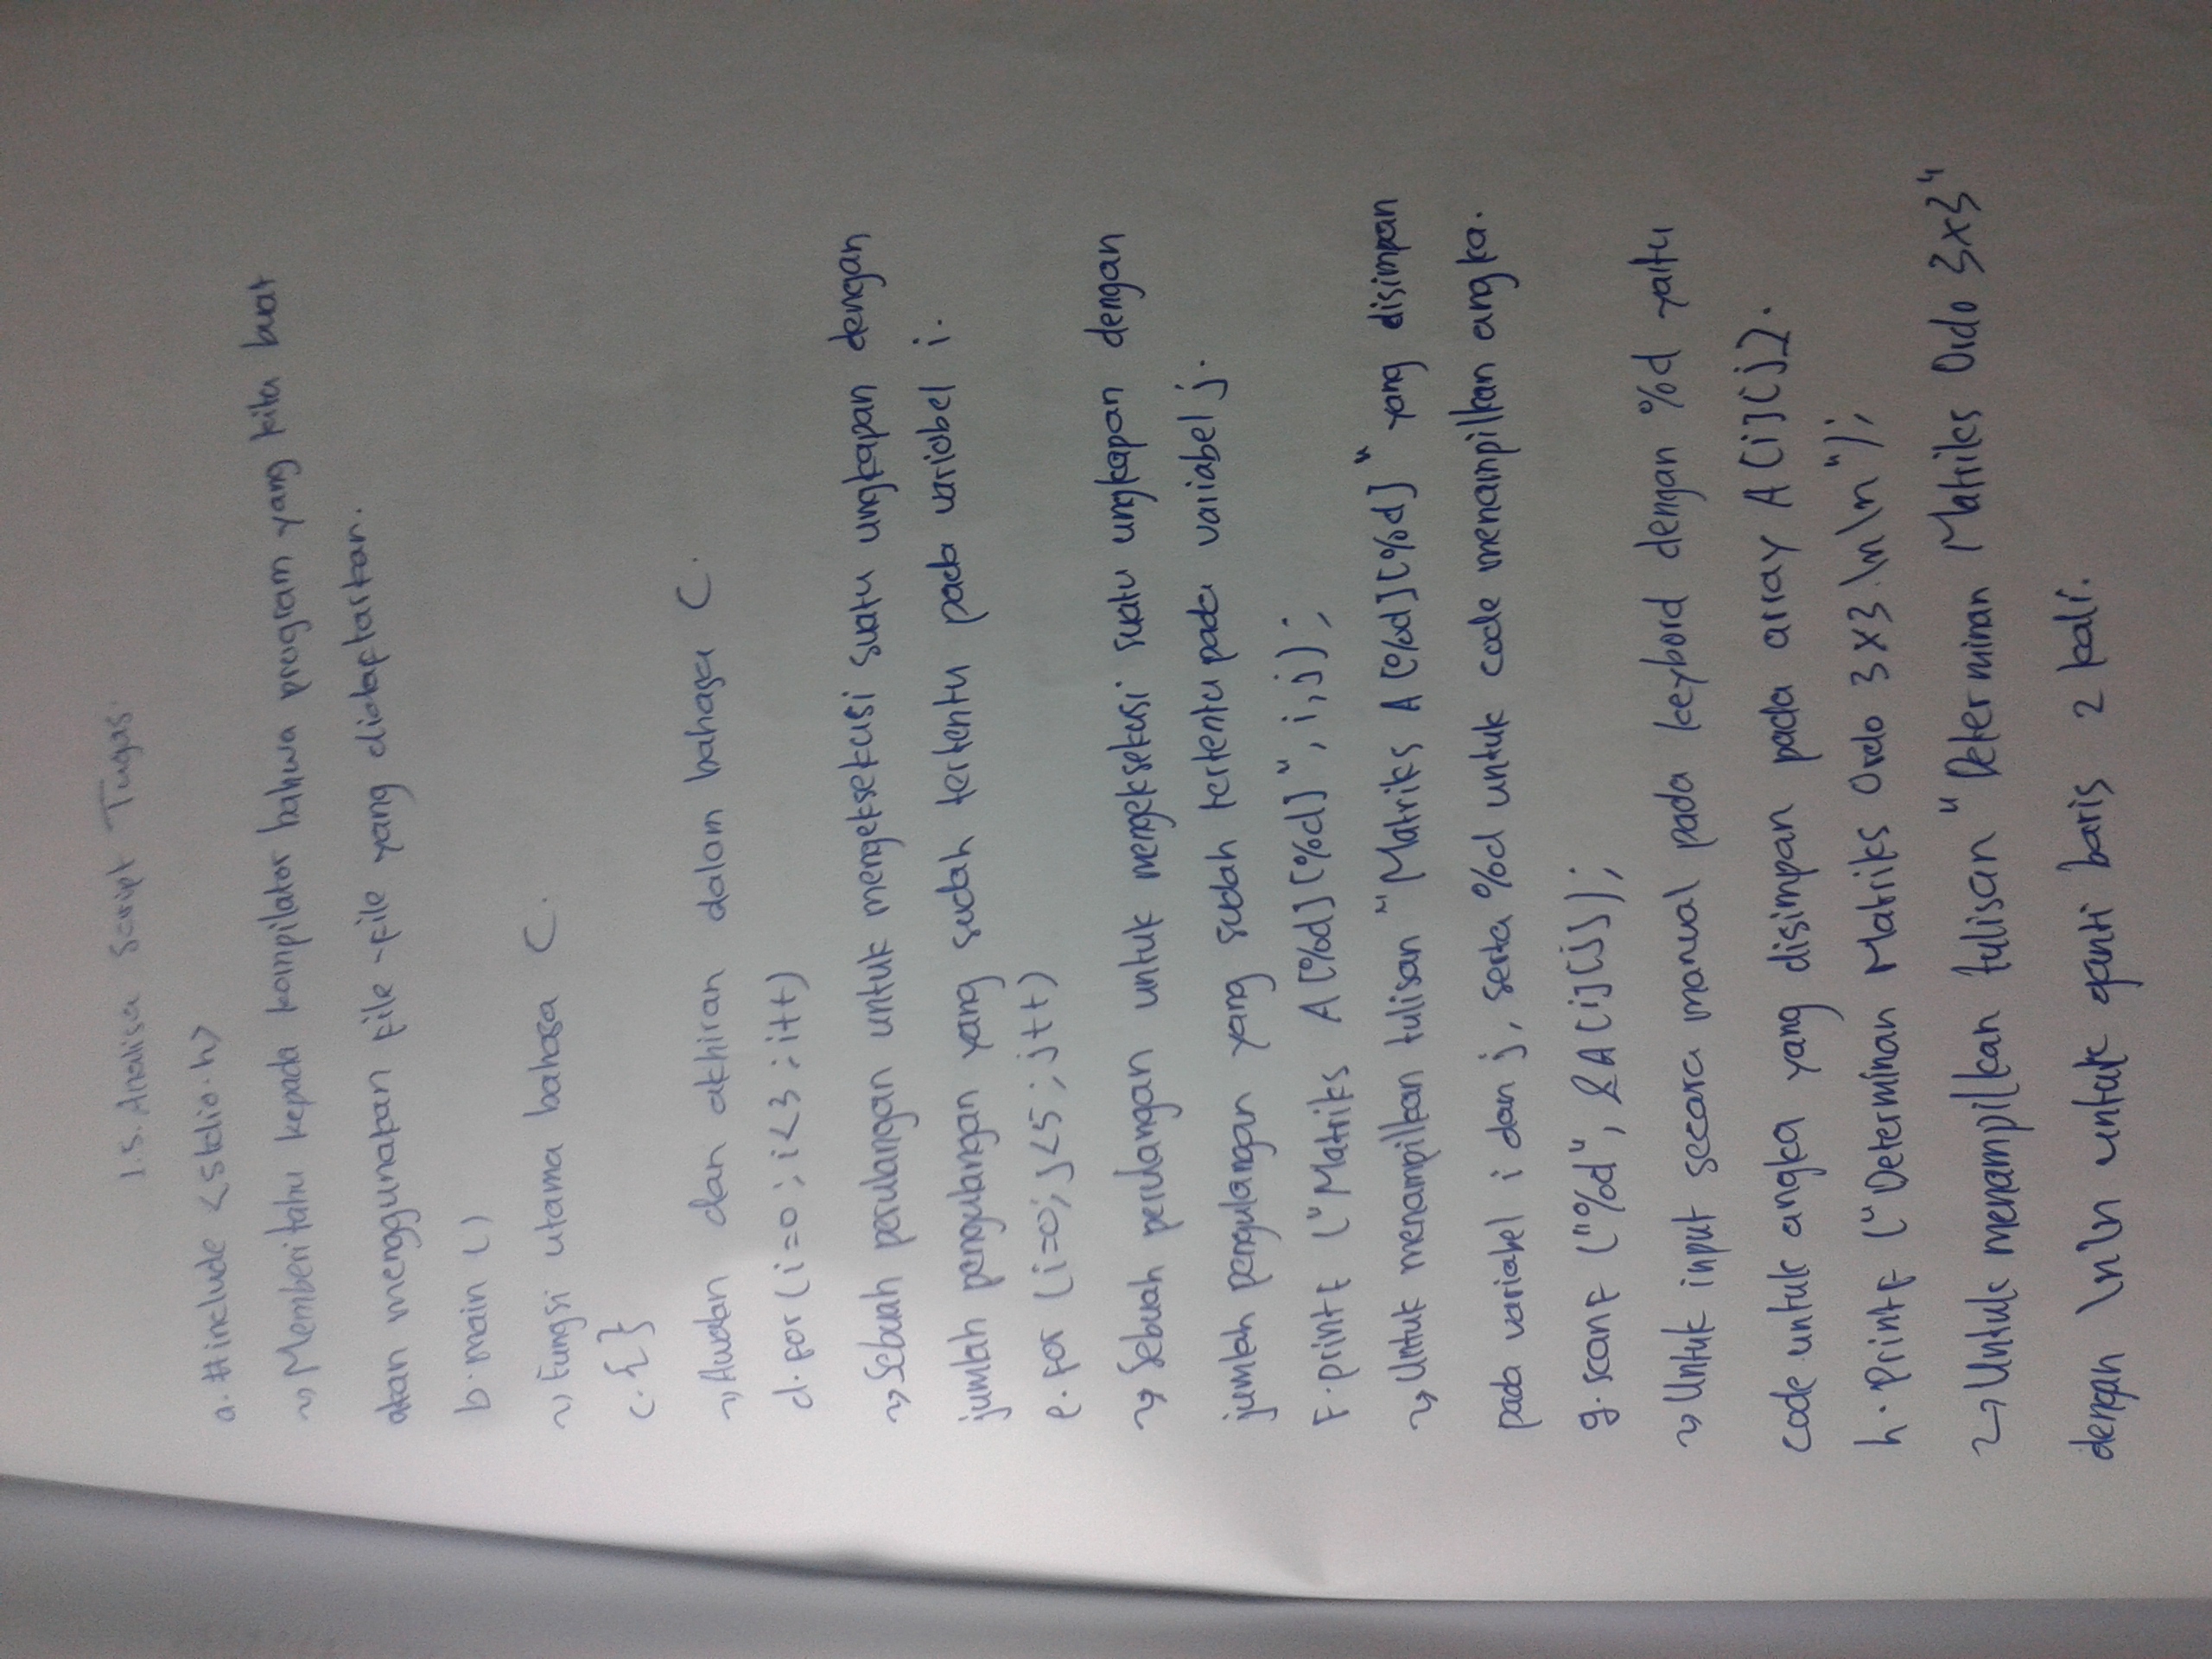 1.5. Analisa Script Tugas.
a. #include <stdio.h>
~> Memberitahu kepada kompilator bahwa program yang kita buat
akan menggunakan file-file yang didaftarkan.
b. main ()
~> Fungsi utama bahasa C.
c. { }
~> Awalan dan akhiran dalam bahasa C.
d. for (i=0 ; i<3 ; i++)
~> Sebuah perulangan untuk mengeksekusi suatu ungkapan dengan
jumlah pengulangan yang sudah tertentu pada variabel i.
e. for (i=0; j<5 ; j++)
~> Sebuah perulangan untuk mengeksekusi suatu ungkapan dengan
jumlah pengulangan yang sudah tertentu pada variabel j.
F. printf ("Matriks A[%d][%d]", i,j);
~> Untuk menampilkan tulisan "Matriks A[%d][%d]" yang disimpan
pada variabel i dan j, serta %d untuk code menampilkan angka.
g. scanf ("%d", &A[i][j]);
~> Untuk input secara manual pada keybord dengan %d yaitu
code untuk angka yang disimpan pada array A[i][j].
h. Printf ("Determinan Matriks Ordo 3x3 \n\n");
~> Untuk menampilkan tulisan "Determinan Matriks Ordo 3x3"
dengan \n\n untuk ganti baris 2 kali.